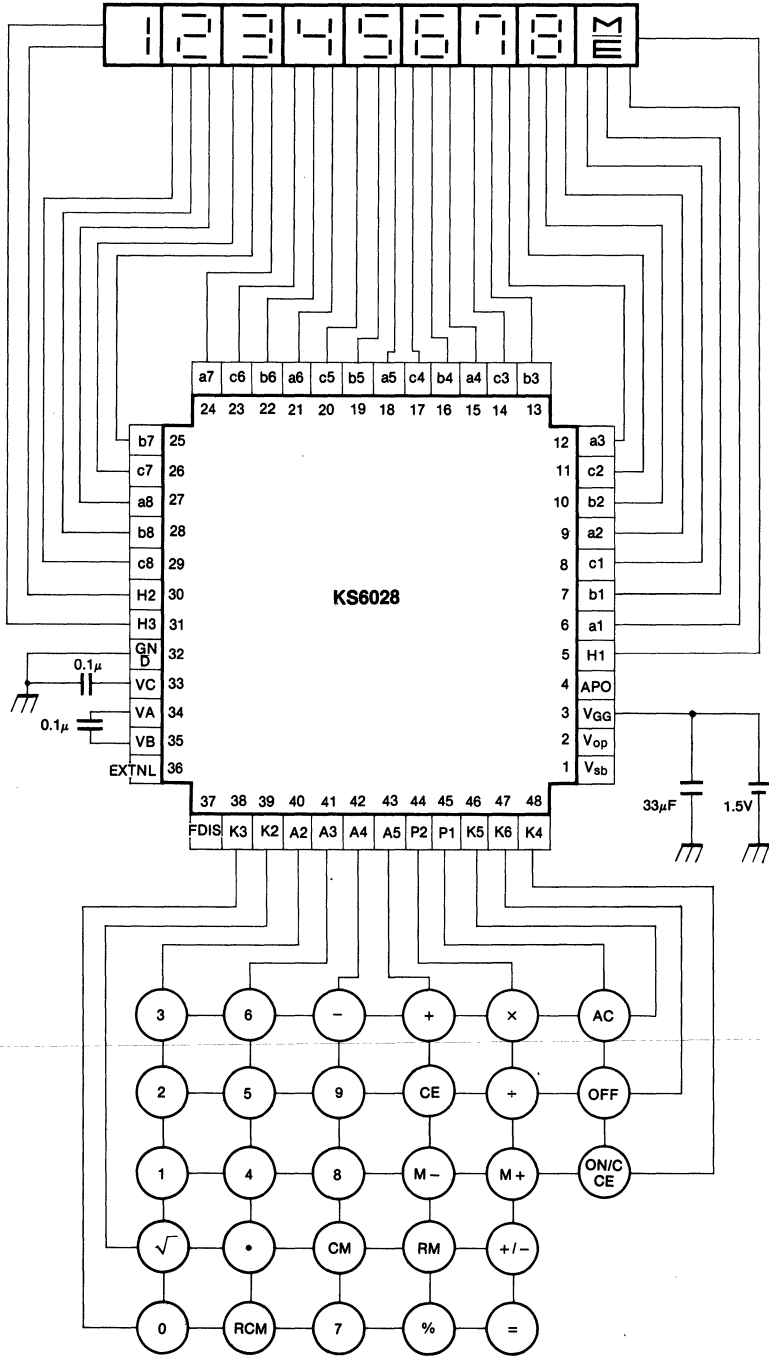 1 2 3 4 5 6 7 8 M E
a7 c6 b6 a6 c5 b5 a5 c4 b4 a4 c3 b3
24 23 22 21 20 19 18 17 16 15 14 13
b7 25 12 a3
c7 26 11 c2
a8 27 10 b2
b8 28 9 a2
c8 29 8 c1
H2 30 7 b1
H3 31 6 a1
GN D 32 5 H1
0.1μ VC 33 4 APO
0.1μ VA 34 3 VGG
VB 35 2 Vop
EXTNL 36 1 Vsb
KS6028
33μF 1.5V
37 38 39 40 41 42 43 44 45 46 47 48
FDIS K3 K2 A2 A3 A4 A5 P2 P1 K5 K6 K4
3 6 − + × AC
2 5 9 CE ÷ OFF
1 4 8 M− M+ ON/C CE
√ • CM RM +/−
0 RCM 7 % =